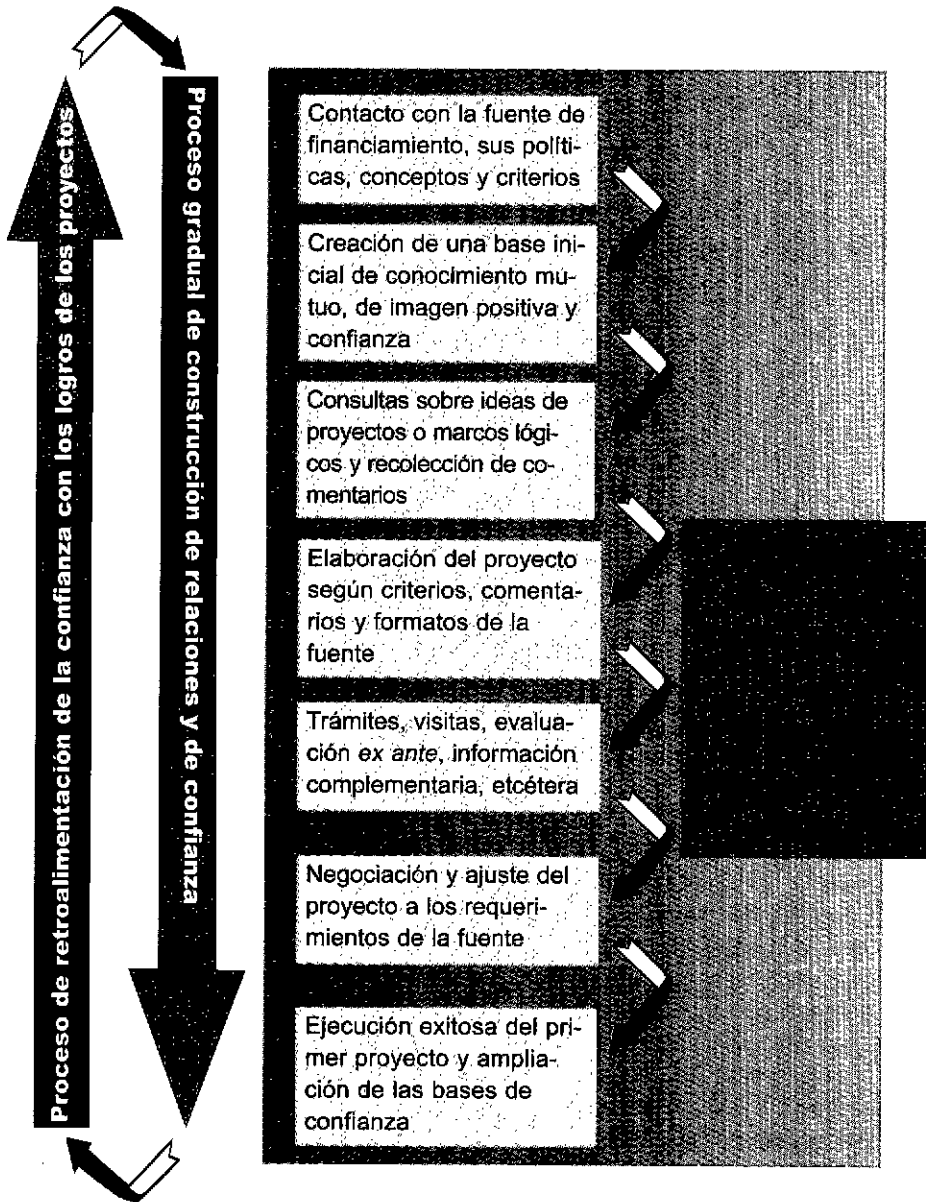 Proceso de retroalimentación de la confianza con los logros de los proyectos
Proceso gradual de construcción de relaciones y de confianza
Contacto con la fuente de
financiamiento, sus políti-
cas, conceptos y criterios
Creación de una base ini-
cial de conocimiento mu-
tuo, de imagen positiva y
confianza
Consultas sobre ideas de
proyectos o marcos lógi-
cos y recolección de co-
mentarios
Elaboración del proyecto
según criterios, comenta-
rios y formatos de la
fuente
Trámites, visitas, evalua-
ción ex ante, información
complementaria, etcétera
Negociación y ajuste del
proyecto a los requeri-
mientos de la fuente
Ejecución exitosa del pri-
mer proyecto y amplia-
ción de las bases de
confianza